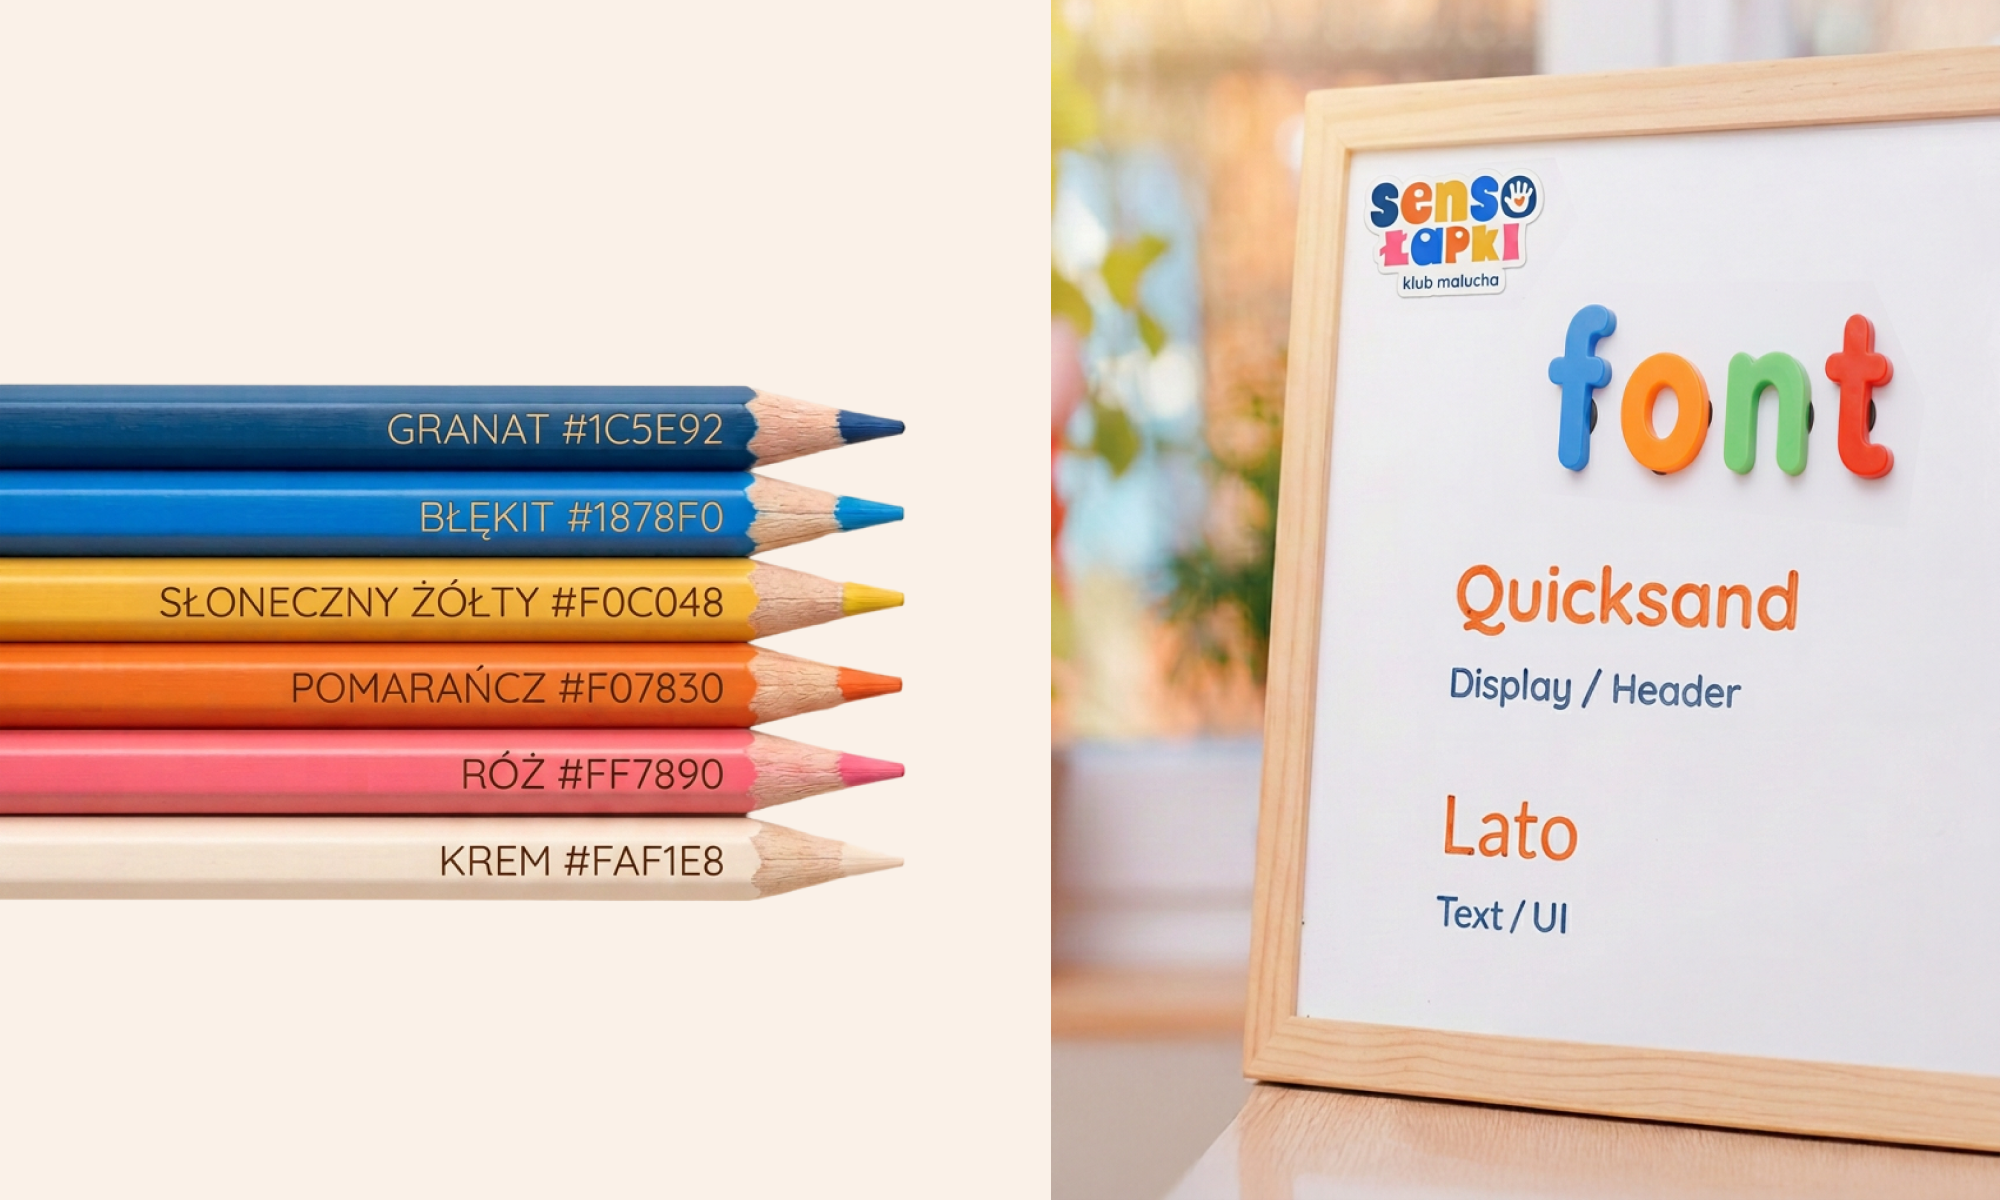 GRANAT #1C5E92
BŁĘKIT #1878F0
SŁONECZNY ŻÓŁTY #F0C048
POMARAŃCZ #F07830
RÓŻ #FF7890
KREM #FAF1E8
senso
łapki
klub malucha
font
Quicksand
Display / Header
Lato
Text / UI